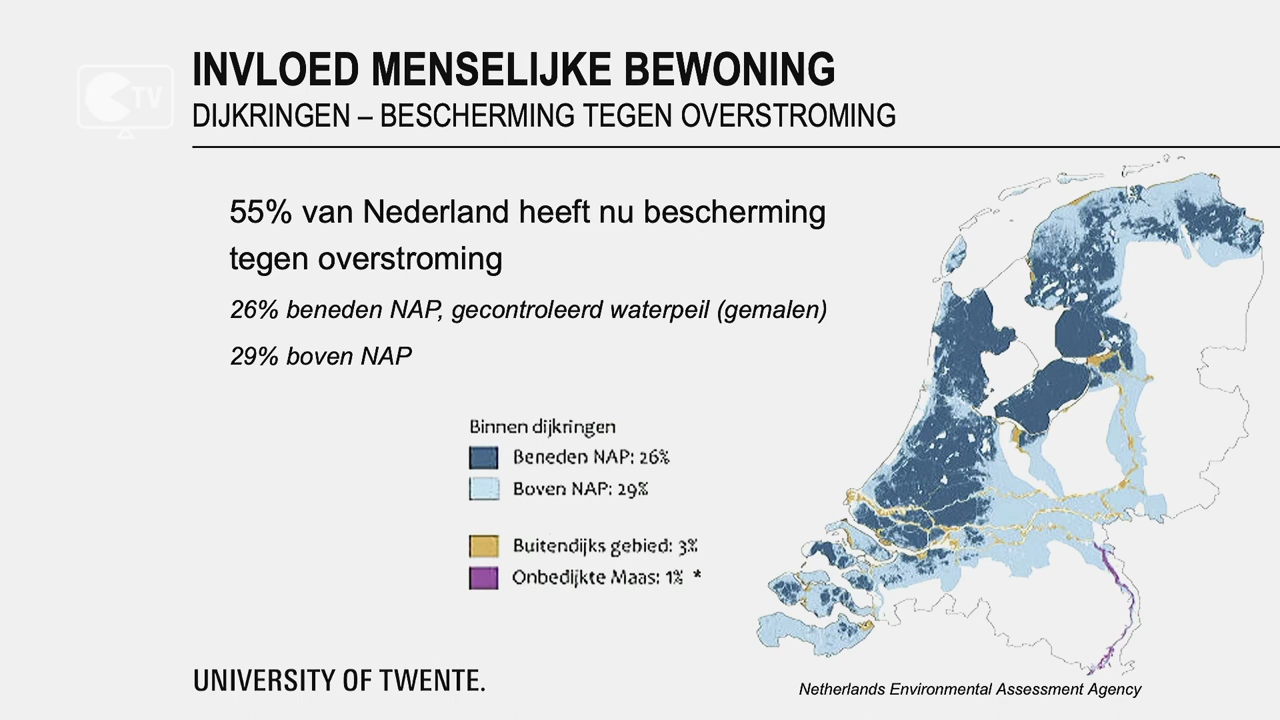 TV
INVLOED MENSELIJKE BEWONING
DIJKRINGEN – BESCHERMING TEGEN OVERSTROMING
55% van Nederland heeft nu bescherming
tegen overstroming
26% beneden NAP, gecontroleerd waterpeil (gemalen)
29% boven NAP
Binnen dijkringen
Beneden NAP: 26%
Boven NAP: 29%
Buitendijks gebied: 3%
Onbedijkte Maas: 1% *
UNIVERSITY OF TWENTE.
Netherlands Environmental Assessment Agency